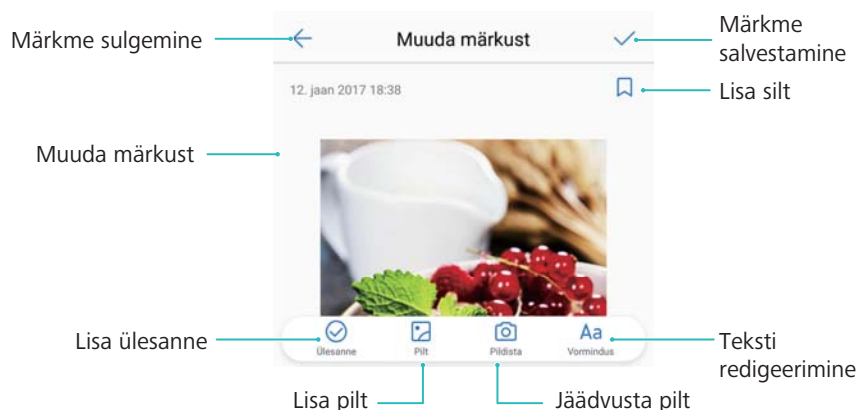 Märkme sulgemine
Muuda märkust
Märkme
salvestamine
12. jaan 2017 18:38
Lisa silt
Muuda märkust
Lisa ülesanne
Ülesanne
Pilt
Pildista
Aa
Vormindus
Teksti
redigeerimine
Lisa pilt
Jäädvusta pilt